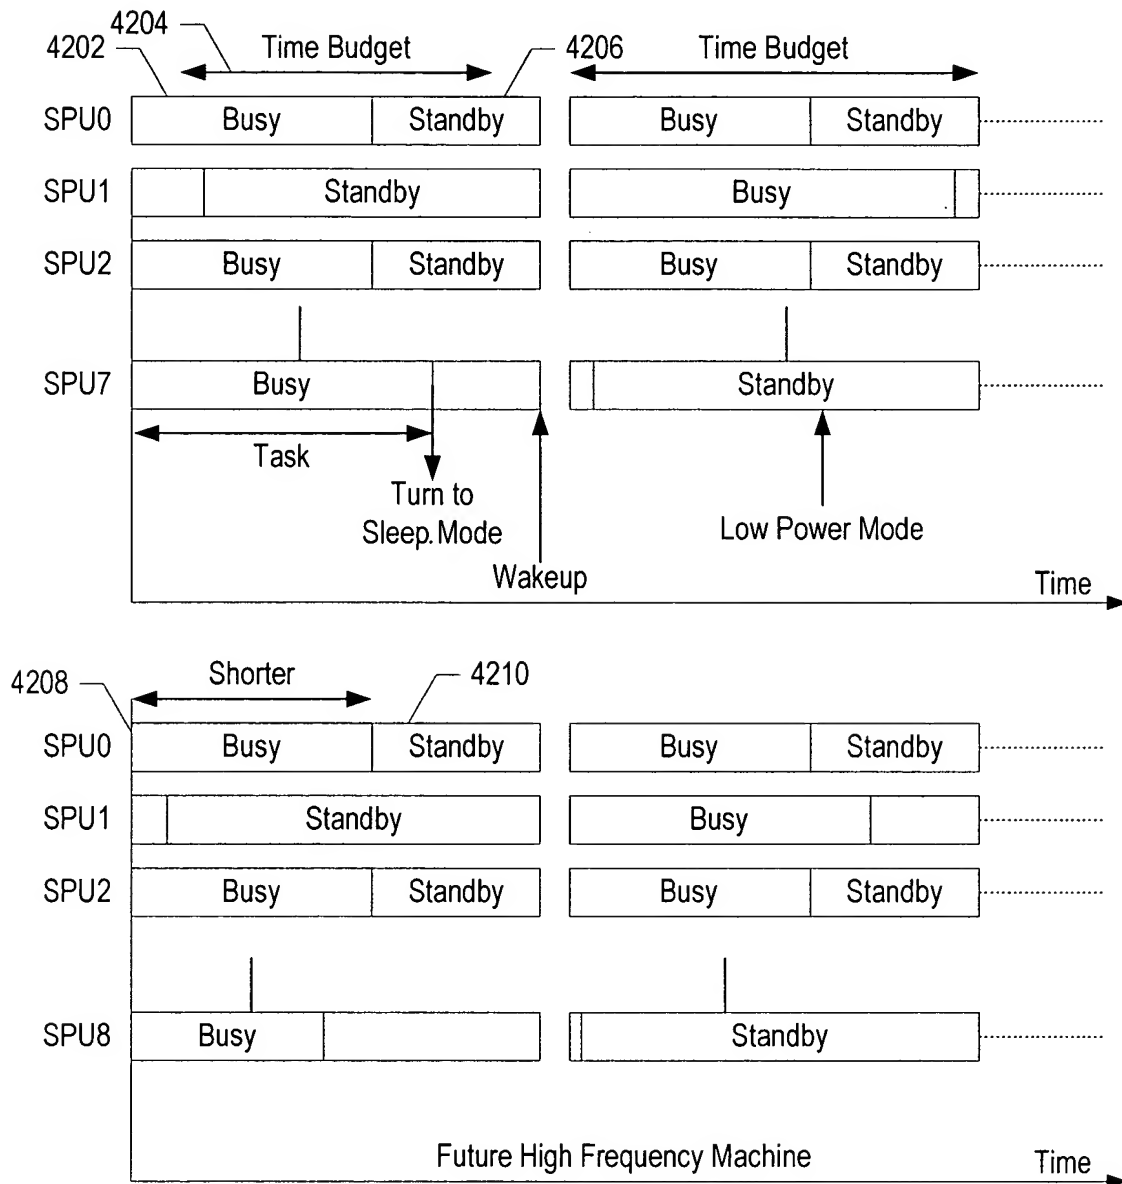 4204
4202
Time Budget
4206
Time Budget
SPU0
Busy
Standby
Busy
Standby
SPU1
Standby
Busy
SPU2
Busy
Standby
Busy
Standby
SPU7
Busy
Standby
Task
Turn to
Sleep.Mode
Low Power Mode
Wakeup
Time
4208
Shorter
4210
SPU0
Busy
Standby
Busy
Standby
SPU1
Standby
Busy
SPU2
Busy
Standby
Busy
Standby
SPU8
Busy
Standby
Future High Frequency Machine
Time